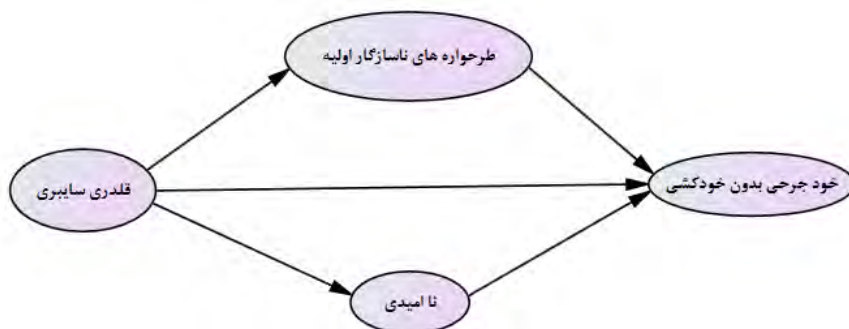 طرحواره های ناسازگار اولیه
قلدری سایبری
خود جرحی بدون خودکشی
نا امیدی